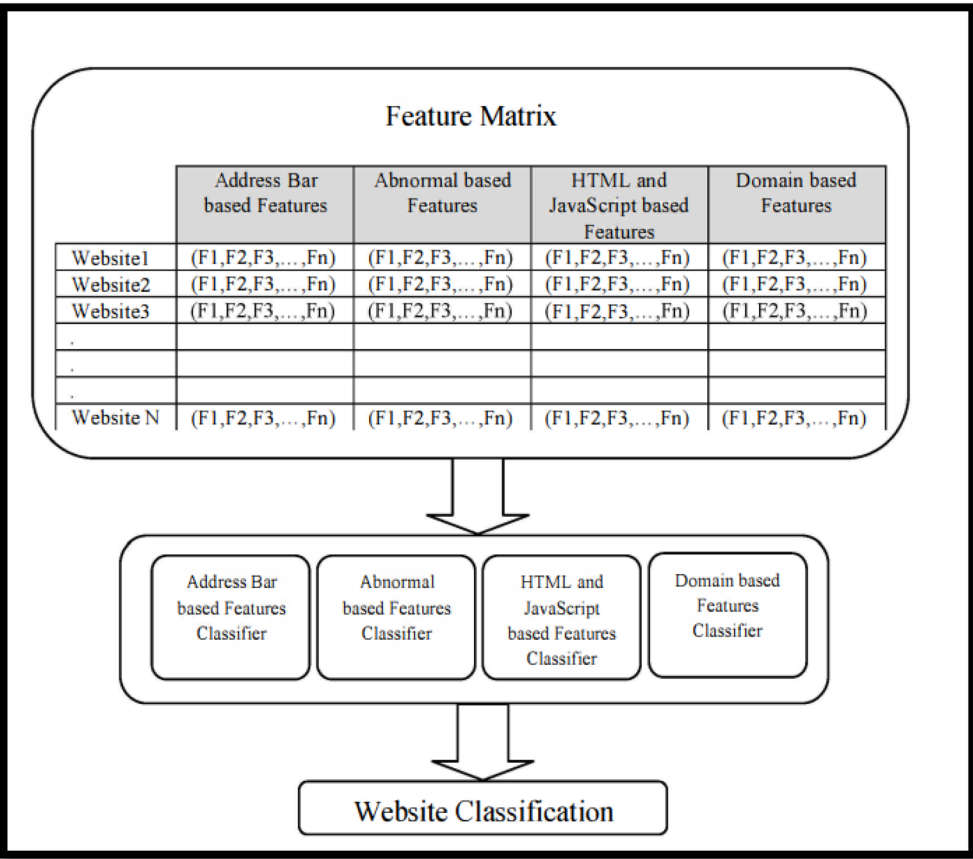 Feature Matrix
Address Bar based Features
Abnormal based Features
HTML and JavaScript based Features
Domain based Features
Website1 (F1,F2,F3,...,Fn) (F1,F2,F3,...,Fn) (F1,F2,F3,...,Fn) (F1,F2,F3,...,Fn)
Website2 (F1,F2,F3,...,Fn) (F1,F2,F3,...,Fn) (F1,F2,F3,...,Fn) (F1,F2,F3,...,Fn)
Website3 (F1,F2,F3,...,Fn) (F1,F2,F3,...,Fn) (F1,F2,F3,...,Fn) (F1,F2,F3,...,Fn)
.
.
.
Website N (F1,F2,F3,...,Fn) (F1,F2,F3,...,Fn) (F1,F2,F3,...,Fn) (F1,F2,F3,...,Fn)
Address Bar
based Features
Classifier
Abnormal
based Features
Classifier
HTML and
JavaScript
based Features
Classifier
Domain based
Features
Classifier
Website Classification